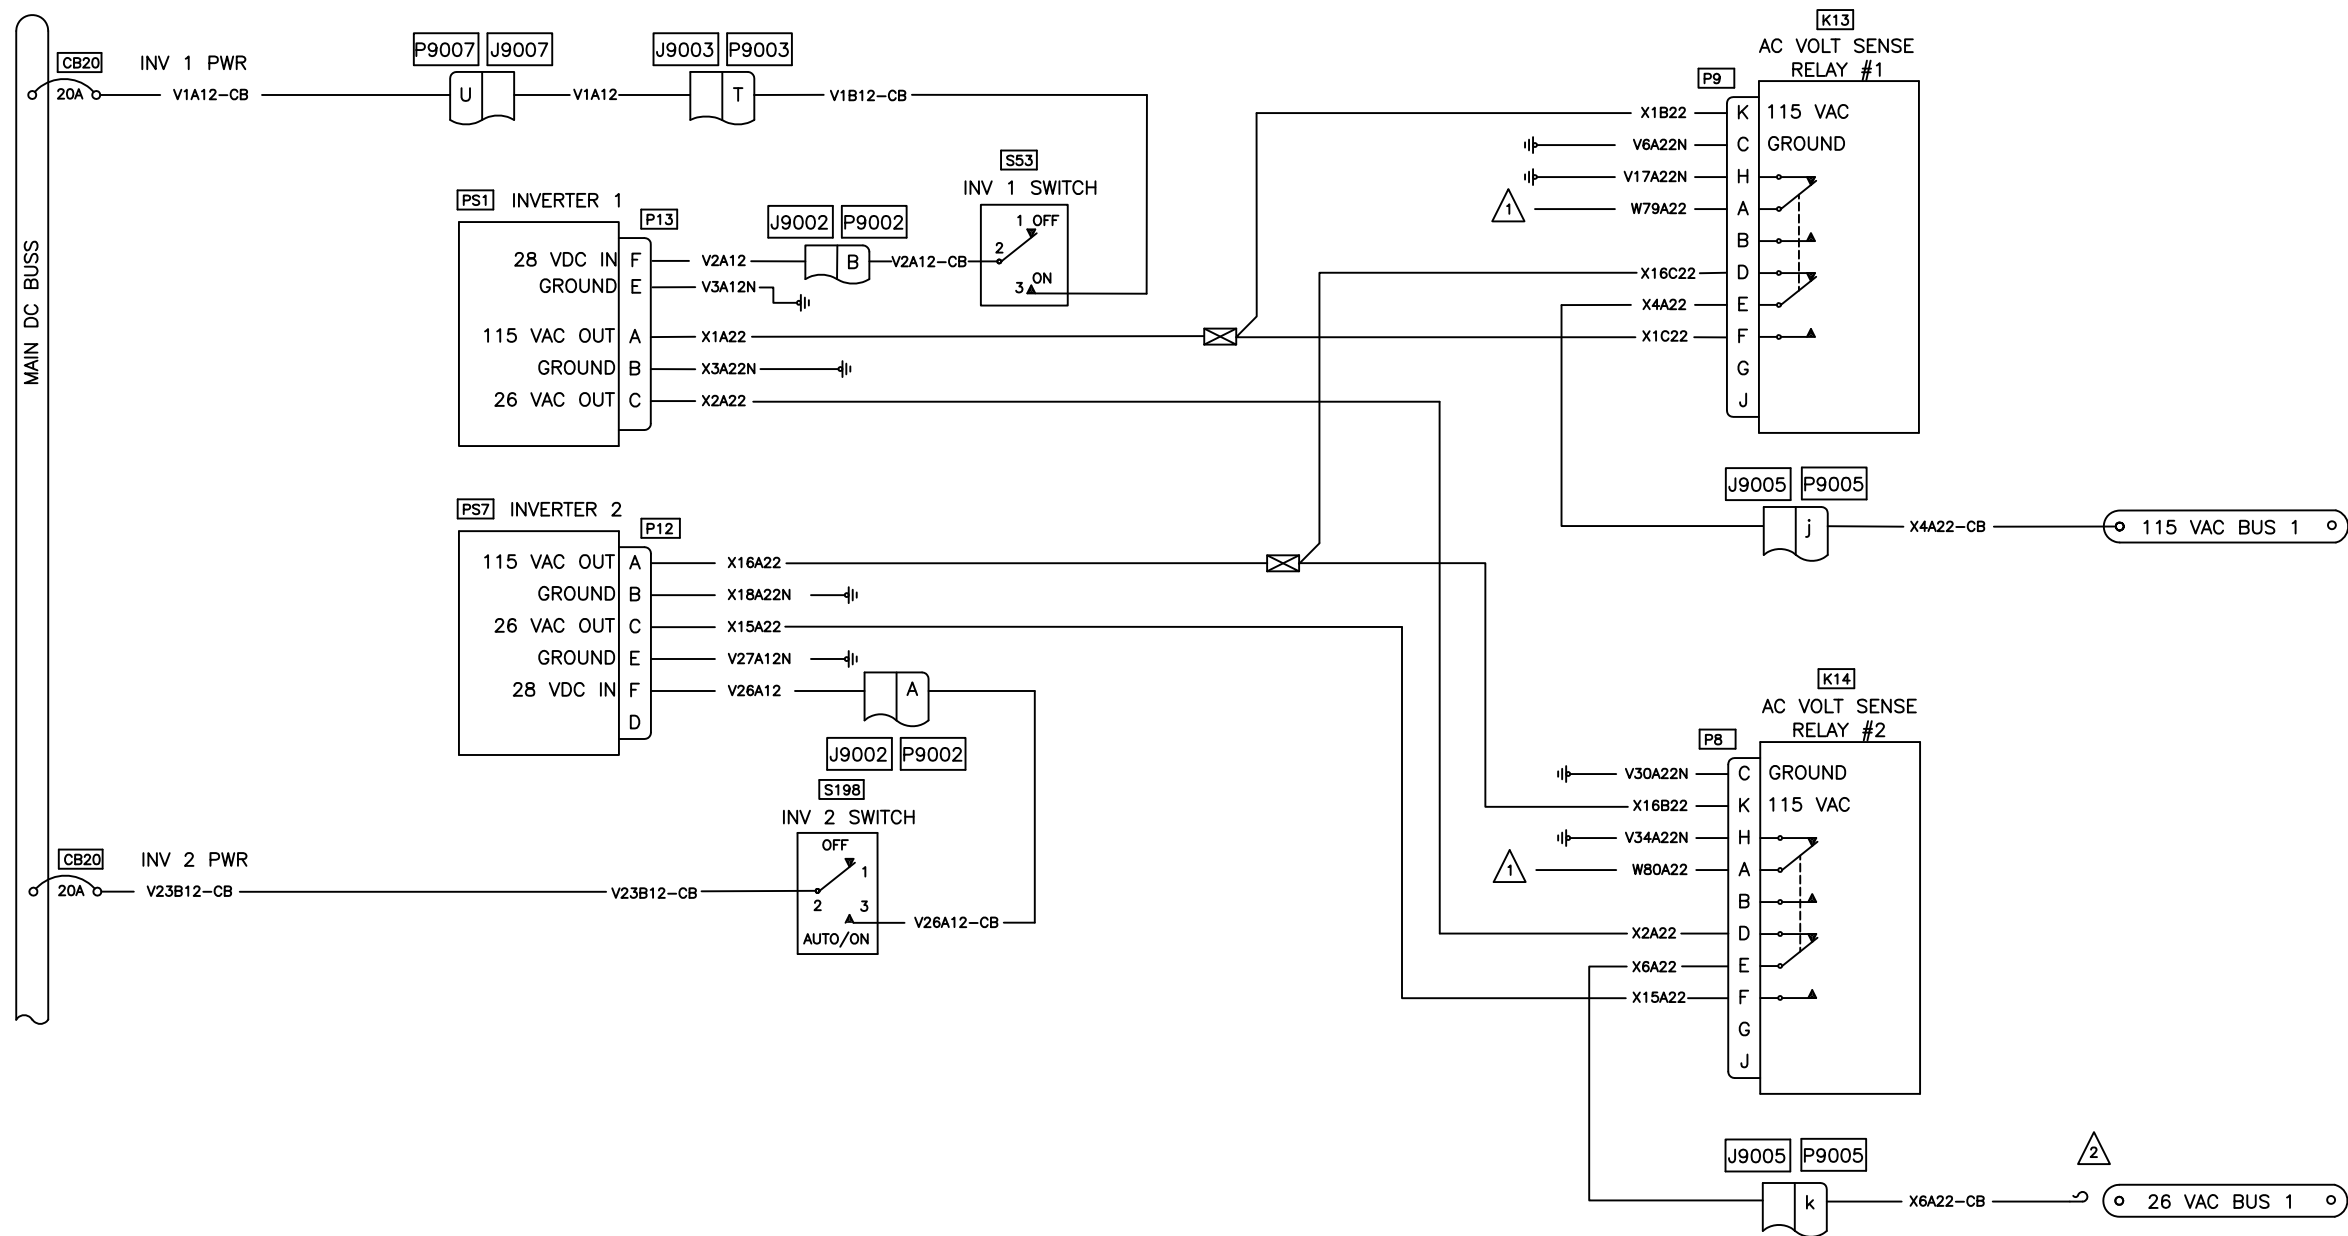 MAIN DC BUSS
CB20
INV 1 PWR
20A
V1A12-CB
P9007
J9007
U
V1A12
J9003
P9003
T
V1B12-CB
S53
INV 1 SWITCH
1 OFF
2
3 ON
PS1
INVERTER 1
P13
J9002
P9002
28 VDC IN F V2A12 B V2A12-CB
GROUND E V3A12N
115 VAC OUT A X1A22
GROUND B X3A22N
26 VAC OUT C X2A22
PS7
INVERTER 2
P12
115 VAC OUT A X16A22
GROUND B X18A22N
26 VAC OUT C X15A22
GROUND E V27A12N
28 VDC IN F V26A12 A
D
J9002
P9002
S198
INV 2 SWITCH
OFF
1
2
3
AUTO/ON
V26A12-CB
CB20
INV 2 PWR
20A
V23B12-CB
V23B12-CB
K13
AC VOLT SENSE
RELAY #1
P9
X1B22 K 115 VAC
V6A22N C GROUND
V17A22N H
1 W79A22 A
B
X16C22 D
X4A22 E
X1C22 F
G
J
J9005
P9005
j
X4A22-CB
115 VAC BUS 1
K14
AC VOLT SENSE
RELAY #2
P8
V30A22N C GROUND
X16B22 K 115 VAC
V34A22N H
1 W80A22 A
B
X2A22 D
X6A22 E
X15A22 F
G
J
J9005
P9005
k
X6A22-CB
2
26 VAC BUS 1